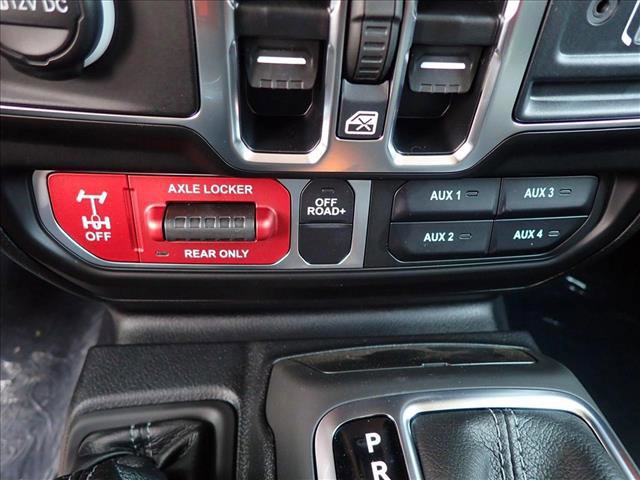 12V DC
AXLE LOCKER
OFF
REAR ONLY
OFF
ROAD+
AUX 1
AUX 3
AUX 2
AUX 4
P
R